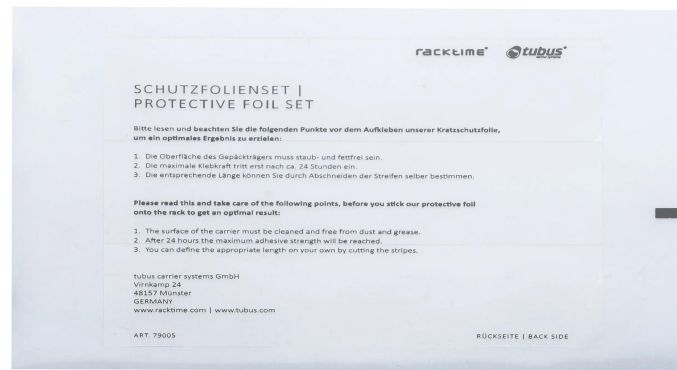 racktime tubus
SCHUTZFOLIENSET |
PROTECTIVE FOIL SET
Bitte lesen und beachten Sie die folgenden Punkte vor dem Aufkleben unserer Kratzschutzfolie,
um ein optimales Ergebnis zu erzielen:
1. Die Oberfläche des Gepäckträgers muss staub- und fettfrei sein.
2. Die maximale Klebkraft tritt erst nach ca. 24 Stunden ein.
3. Die entsprechende Länge können Sie durch Abschneiden der Streifen selber bestimmen.
Please read this and take care of the following points, before you stick our protective foil
onto the rack to get an optimal result:
1. The surface of the carrier must be cleaned and free from dust and grease.
2. After 24 hours the maximum adhesive strength will be reached.
3. You can define the appropriate length on your own by cutting the stripes.
tubus carrier systems GmbH
Virnkamp 24
48157 Münster
GERMANY
www.racktime.com | www.tubus.com
ART. 79005 RÜCKSEITE | BACK SIDE